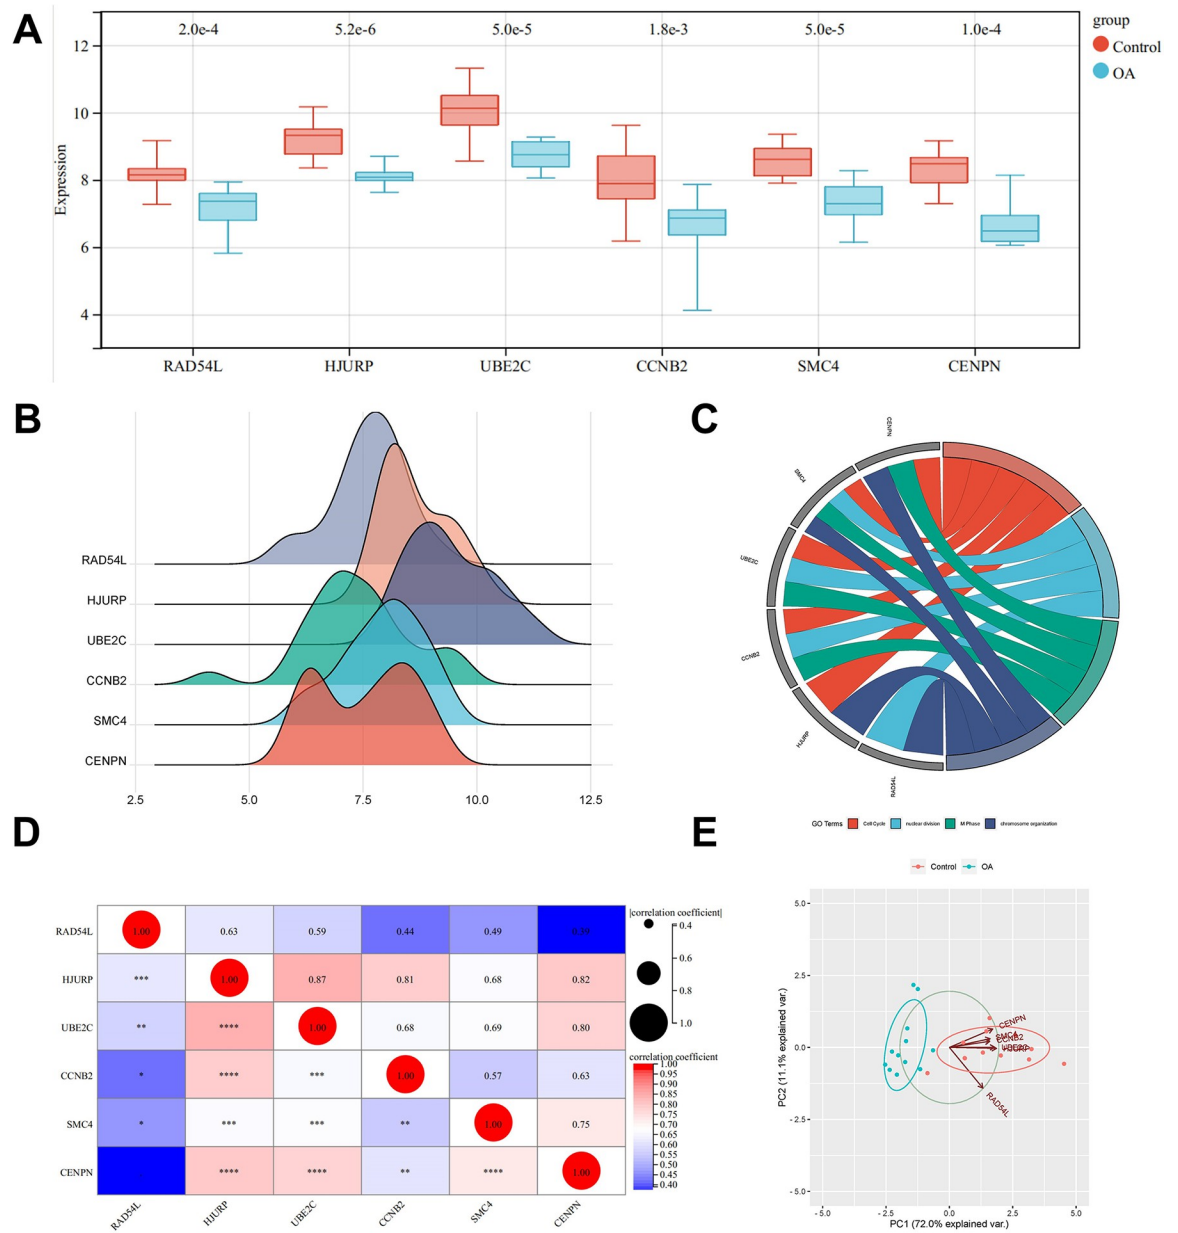 A
2.0e-4 5.2e-6 5.0e-5 1.8e-3 5.0e-5 1.0e-4
group
Control
OA
12
10
8
6
4
Expression
RAD54L HJURP UBE2C CCNB2 SMC4 CENPN
B
RAD54L
HJURP
UBE2C
CCNB2
SMC4
CENPN
2.5 5.0 7.5 10.0 12.5
C
CENPN
SMC4
UBE2C
CCNB2
HJURP
RAD54L
GO Terms Cell Cycle nuclear division M Phase chromosome organization
D
RAD54L 1.00 0.63 0.59 0.44 0.49 0.39
HJURP *** 1.00 0.87 0.81 0.68 0.82
UBE2C ** **** 1.00 0.68 0.69 0.80
CCNB2 * **** *** 1.00 0.57 0.63
SMC4 * *** *** ** 1.00 0.75
CENPN **** **** ** **** 1.00
RAD54L HJURP UBE2C CCNB2 SMC4 CENPN
|correlation coefficient|
0.4
0.6
0.8
1.0
correlation coefficient
1.00
0.95
0.90
0.85
0.80
0.75
0.70
0.65
0.60
0.55
0.50
0.45
0.40
E
Control OA
5.0
2.5
0.0
-2.5
-5.0
PC2 (11.1% explained var.)
CENPN
SMC4
CCNB2
UBE2C
HJURP
RAD54L
-5.0 -2.5 0.0 2.5 5.0
PC1 (72.0% explained var.)